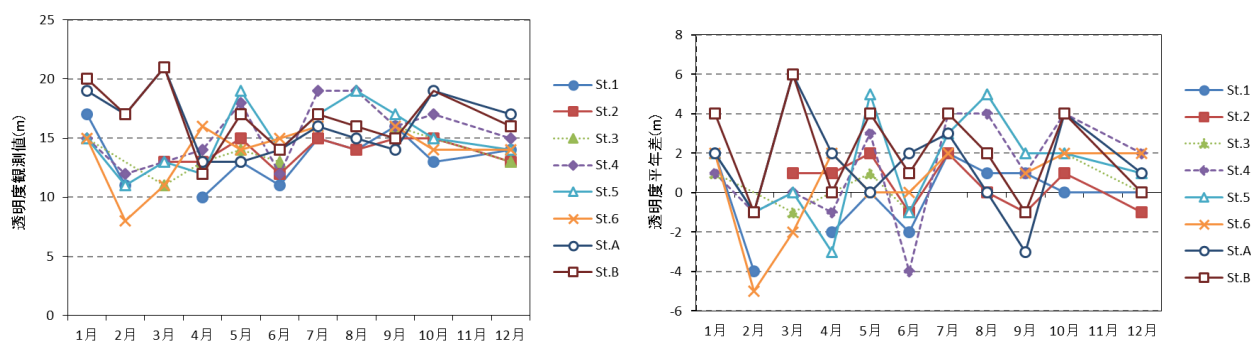 透明度観測値(m)
25
20
15
10
5
0
1月 2月 3月 4月 5月 6月 7月 8月 9月 10月 11月 12月
St.1
St.2
St.3
St.4
St.5
St.6
St.A
St.B
透明度平年差(m)
8
6
4
2
0
-2
-4
-6
1月 2月 3月 4月 5月 6月 7月 8月 9月 10月 11月 12月
St.1
St.2
St.3
St.4
St.5
St.6
St.A
St.B